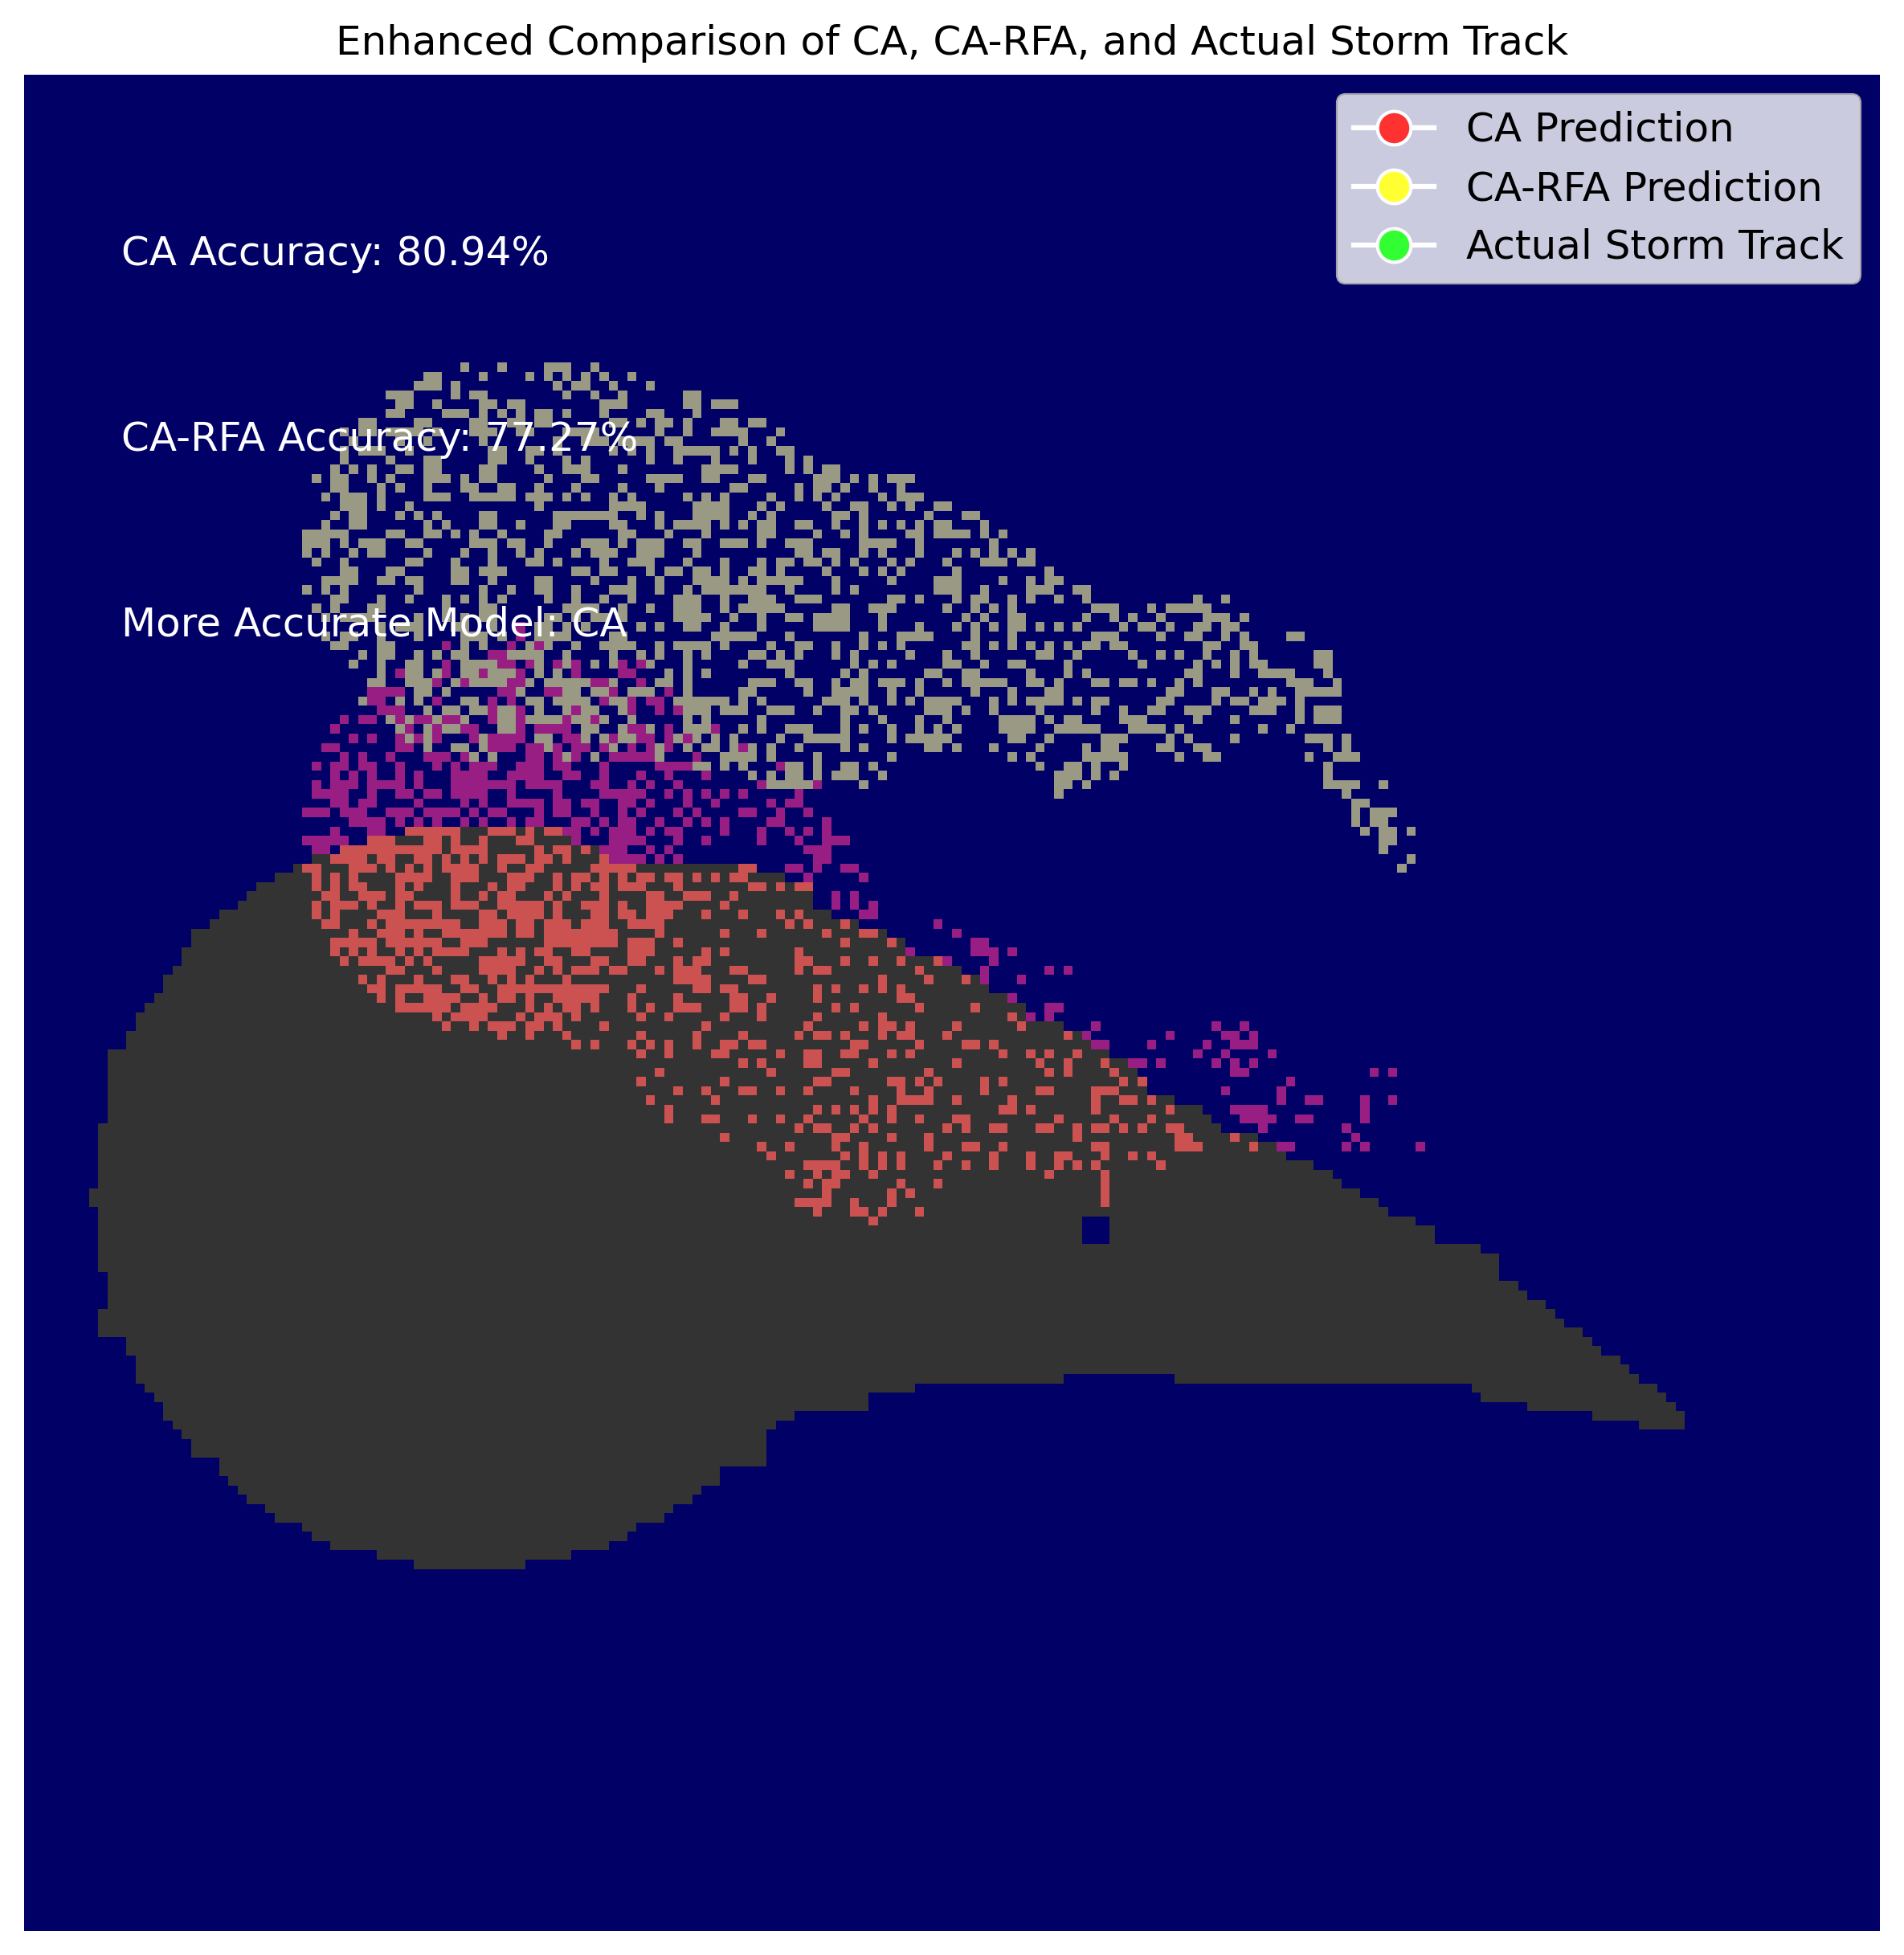 Enhanced Comparison of CA, CA-RFA, and Actual Storm Track
CA Prediction
CA-RFA Prediction
Actual Storm Track
CA Accuracy: 80.94%
CA-RFA Accuracy: 77.27%
More Accurate Model: CA